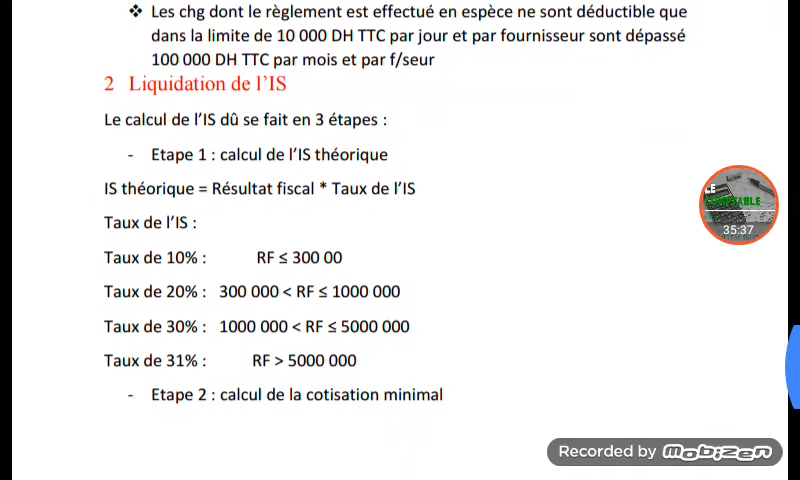 ❖ Les chg dont le règlement est effectué en espèce ne sont déductible que
dans la limite de 10 000 DH TTC par jour et par fournisseur sont dépassé
100 000 DH TTC par mois et par f/seur
2 Liquidation de l'IS
Le calcul de l'IS dû se fait en 3 étapes :
- Etape 1 : calcul de l'IS théorique
IS théorique = Résultat fiscal * Taux de l'IS
Taux de l'IS :
Taux de 10% : RF ≤ 300 00
Taux de 20% : 300 000 < RF ≤ 1000 000
Taux de 30% : 1000 000 < RF ≤ 5000 000
Taux de 31% : RF > 5000 000
- Etape 2 : calcul de la cotisation minimal
35:37
Recorded by mobizen